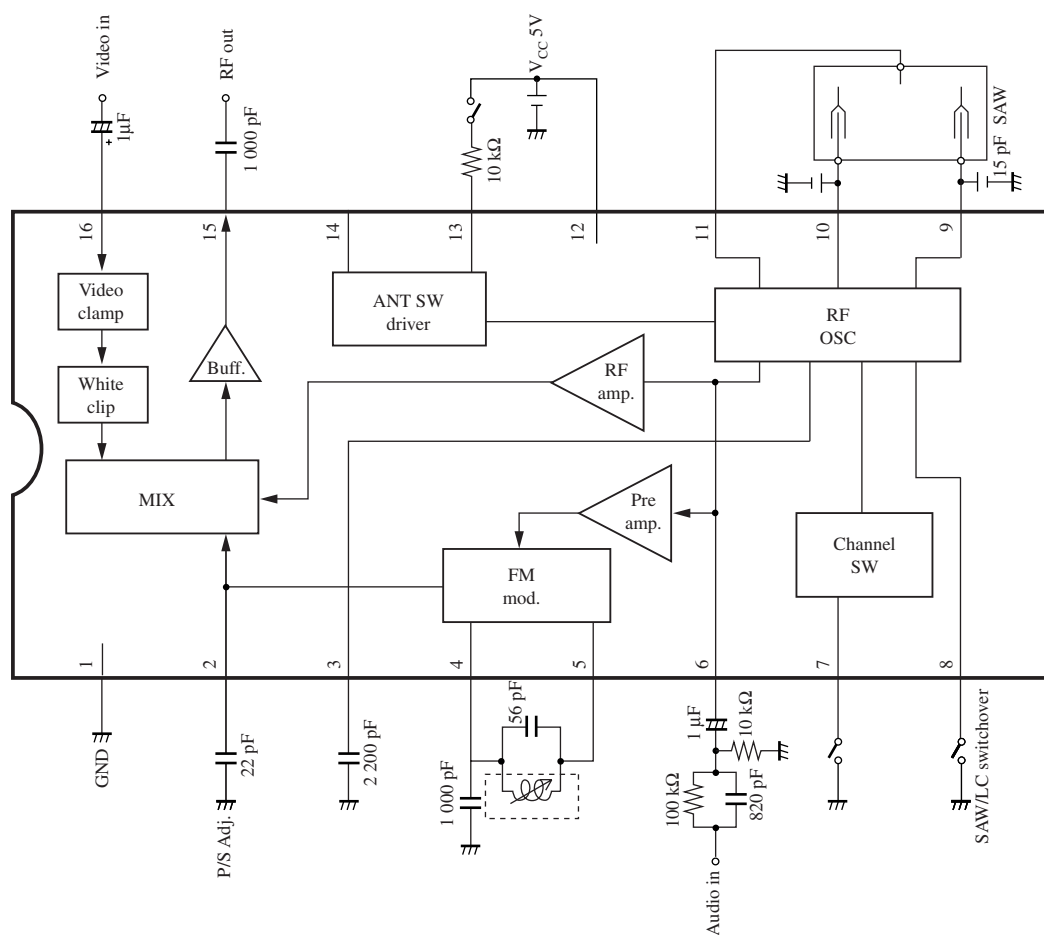 Video in
1μF
+
RF out
1 000 pF
10 kΩ
VCC 5V
15 pF
SAW
16
15
14
13
12
11
10
9
Video
clamp
White
clip
Buff.
MIX
ANT SW
driver
RF
amp.
RF
OSC
Pre
amp.
FM
mod.
Channel
SW
1
2
3
4
5
6
7
8
GND
22 pF
P/S Adj.
2 200 pF
1 000 pF
56 pF
1 μF
10 kΩ
100 kΩ
820 pF
Audio in
SAW/LC switchover